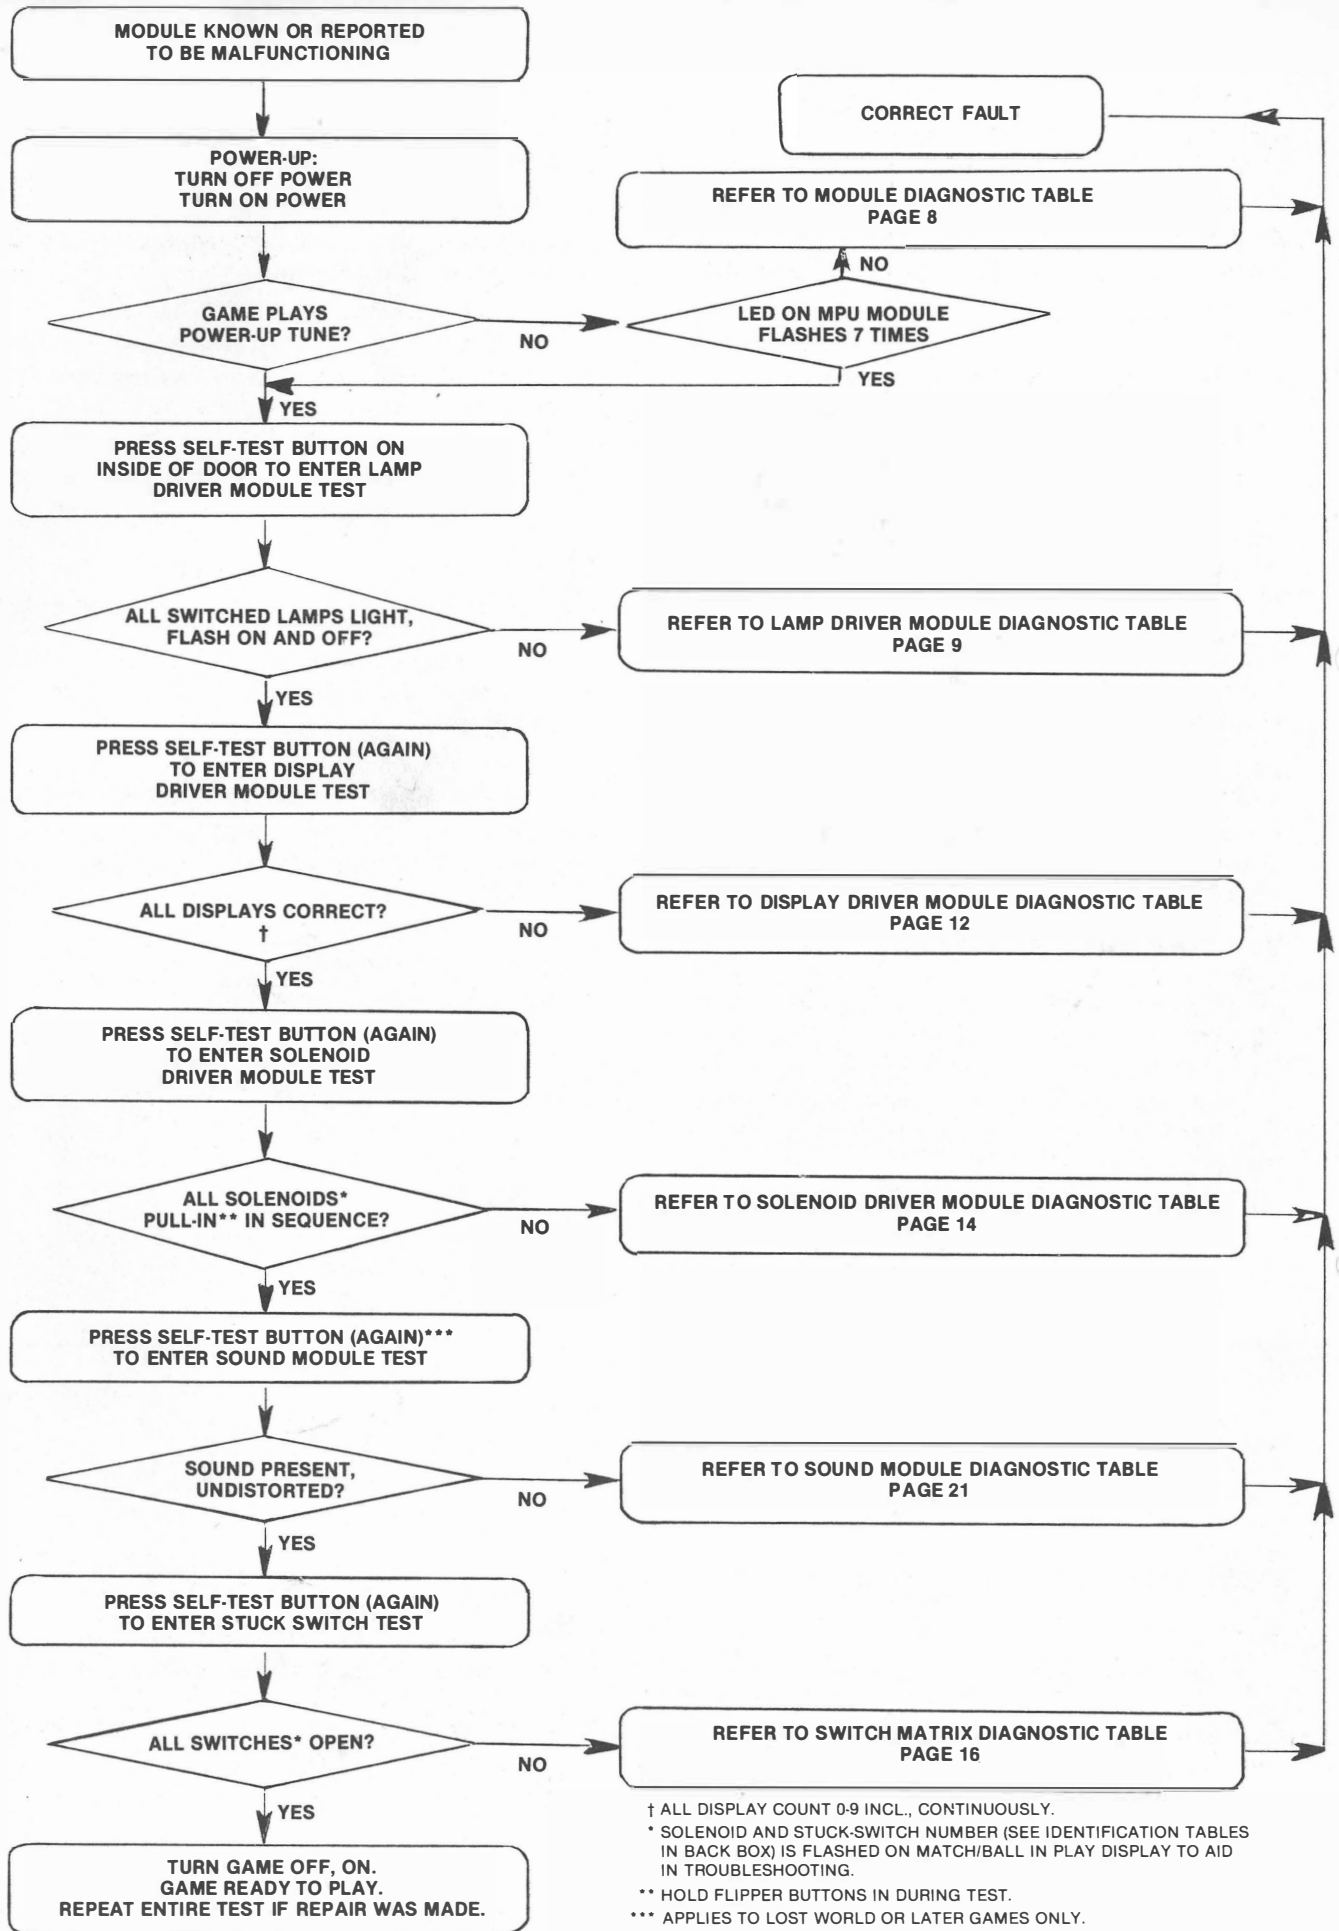 MODULE KNOWN OR REPORTED
TO BE MALFUNCTIONING
CORRECT FAULT
POWER-UP:
TURN OFF POWER
TURN ON POWER
REFER TO MODULE DIAGNOSTIC TABLE
PAGE 8
NO
GAME PLAYS
POWER-UP TUNE?
NO
LED ON MPU MODULE
FLASHES 7 TIMES
YES
YES
PRESS SELF-TEST BUTTON ON
INSIDE OF DOOR TO ENTER LAMP
DRIVER MODULE TEST
ALL SWITCHED LAMPS LIGHT,
FLASH ON AND OFF?
NO
REFER TO LAMP DRIVER MODULE DIAGNOSTIC TABLE
PAGE 9
YES
PRESS SELF-TEST BUTTON (AGAIN)
TO ENTER DISPLAY
DRIVER MODULE TEST
ALL DISPLAYS CORRECT?
†
NO
REFER TO DISPLAY DRIVER MODULE DIAGNOSTIC TABLE
PAGE 12
YES
PRESS SELF-TEST BUTTON (AGAIN)
TO ENTER SOLENOID
DRIVER MODULE TEST
ALL SOLENOIDS*
PULL-IN** IN SEQUENCE?
NO
REFER TO SOLENOID DRIVER MODULE DIAGNOSTIC TABLE
PAGE 14
YES
PRESS SELF-TEST BUTTON (AGAIN)***
TO ENTER SOUND MODULE TEST
SOUND PRESENT,
UNDISTORTED?
NO
REFER TO SOUND MODULE DIAGNOSTIC TABLE
PAGE 21
YES
PRESS SELF-TEST BUTTON (AGAIN)
TO ENTER STUCK SWITCH TEST
ALL SWITCHES* OPEN?
NO
REFER TO SWITCH MATRIX DIAGNOSTIC TABLE
PAGE 16
YES
TURN GAME OFF, ON.
GAME READY TO PLAY.
REPEAT ENTIRE TEST IF REPAIR WAS MADE.
† ALL DISPLAY COUNT 0-9 INCL., CONTINUOUSLY.
* SOLENOID AND STUCK-SWITCH NUMBER (SEE IDENTIFICATION TABLES
IN BACK BOX) IS FLASHED ON MATCH/BALL IN PLAY DISPLAY TO AID
IN TROUBLESHOOTING.
** HOLD FLIPPER BUTTONS IN DURING TEST.
*** APPLIES TO LOST WORLD OR LATER GAMES ONLY.